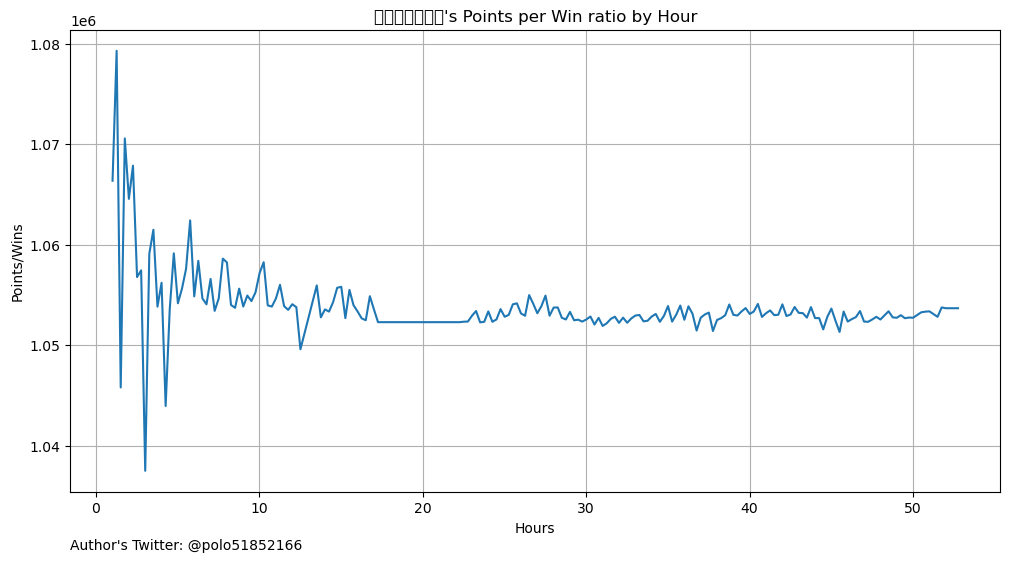 's Points per Win ratio by Hour
1e6
1.08
1.07
1.06
1.05
1.04
Points/Wins
0
10
20
30
40
50
Hours
Author's Twitter: @polo51852166